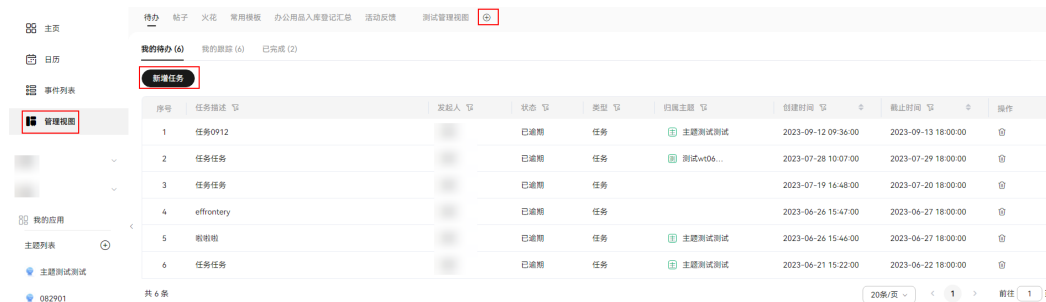 主页
日历
事件列表
管理视图
我的应用
主题列表
主题测试测试
082901
待办 帖子 火花 常用模板 办公用品入库登记汇总 活动反馈 测试管理视图
我的待办 (6) 我的跟踪 (6) 已完成 (2)
新增任务
序号 任务描述 发起人 状态 类型 归属主题 创建时间 截止时间 操作
1 任务0912 已逾期 任务 主 主题测试测试 2023-09-12 09:36:00 2023-09-13 18:00:00
2 任务任务 已逾期 任务 测 测试wt06... 2023-07-28 10:07:00 2023-07-29 18:00:00
3 任务任务 已逾期 任务 2023-07-19 16:48:00 2023-07-20 18:00:00
4 effrontery 已逾期 任务 2023-06-26 15:47:00 2023-06-27 18:00:00
5 啦啦啦 已逾期 任务 主 主题测试测试 2023-06-26 15:46:00 2023-06-27 18:00:00
6 任务任务 已逾期 任务 主 主题测试测试 2023-06-21 15:22:00 2023-06-22 18:00:00
共 6 条 20条/页 1 前往 1